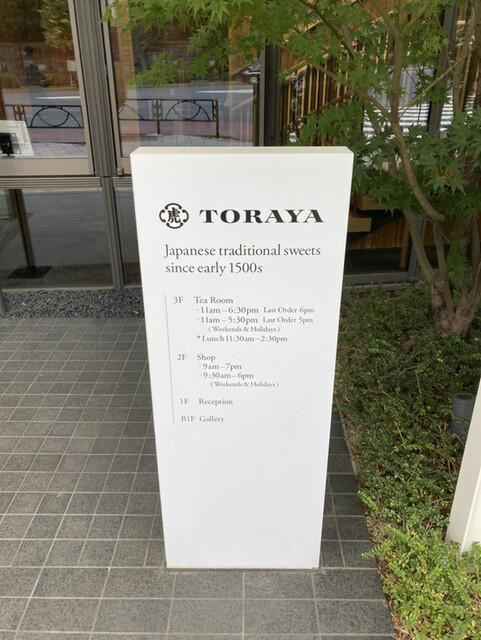 虎 TORAYA
Japanese traditional sweets
since early 1500s
3F Tea Room
·11am–6:30pm Last Order 6pm
·11am–5:30pm Last Order 5pm
(Weekends & Holidays)
*Lunch 11:30am–2:30pm
2F Shop
·9am–7pm
·9:30am–6pm
(Weekends & Holidays)
1F Reception
B1F Gallery